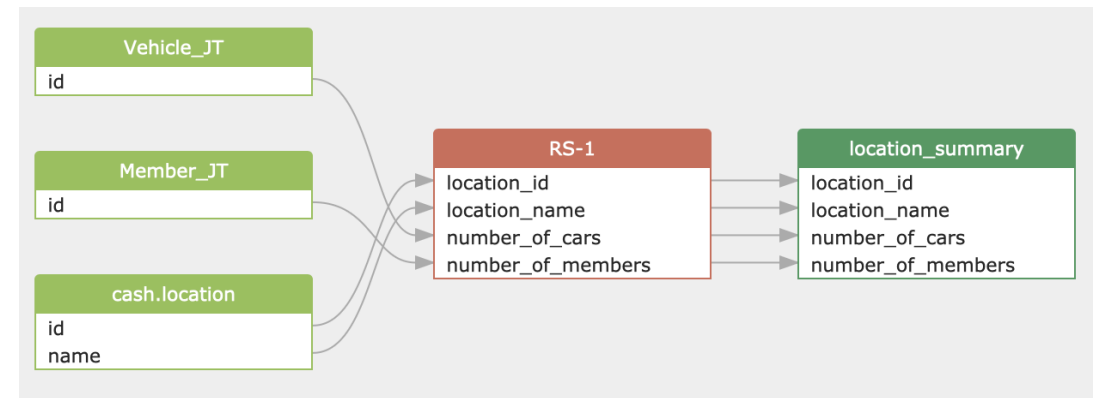 Vehicle_JT
id
Member_JT
id
cash.location
id
name
RS-1
location_id
location_name
number_of_cars
number_of_members
location_summary
location_id
location_name
number_of_cars
number_of_members